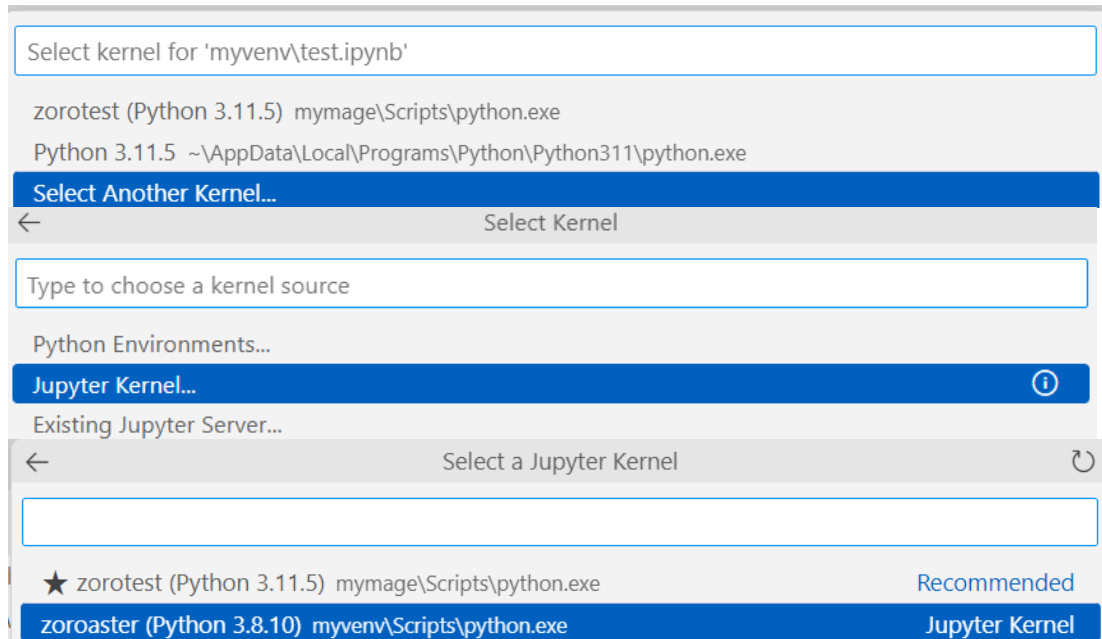 Select kernel for 'myvenv\test.ipynb'
zorotest (Python 3.11.5) mymage\Scripts\python.exe
Python 3.11.5 ~\AppData\Local\Programs\Python\Python311\python.exe
Select Another Kernel...
Select Kernel
Type to choose a kernel source
Python Environments...
Jupyter Kernel...
Existing Jupyter Server...
Select a Jupyter Kernel
zorotest (Python 3.11.5) mymage\Scripts\python.exe Recommended
zoroaster (Python 3.8.10) myvenv\Scripts\python.exe Jupyter Kernel